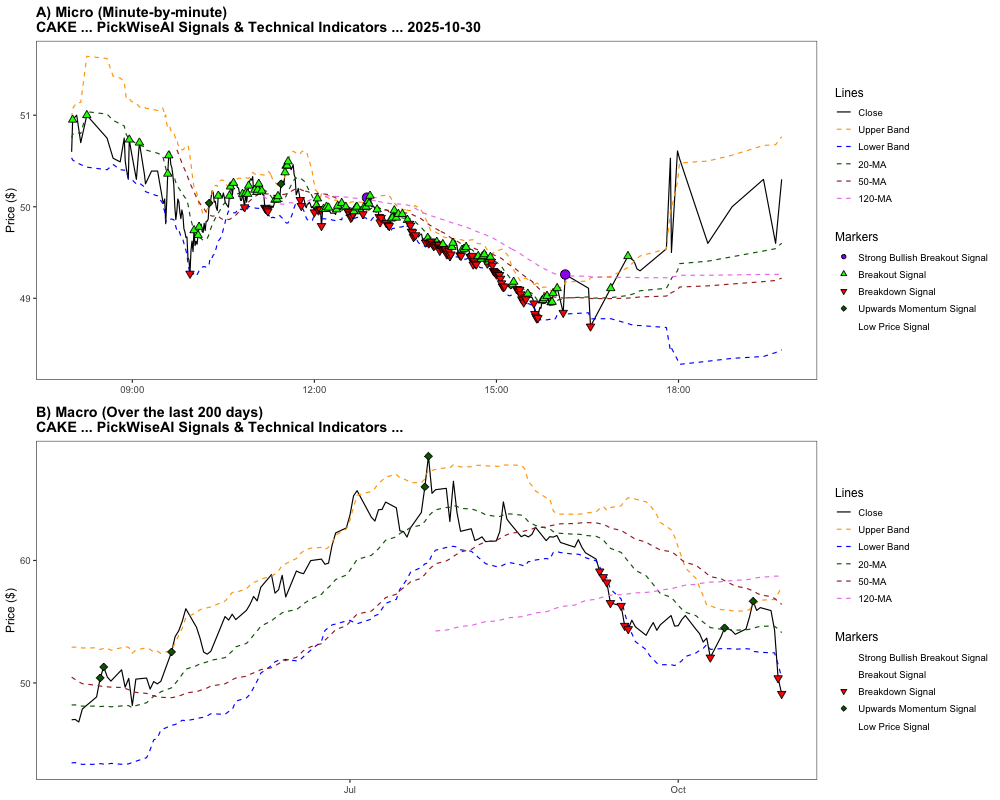 A) Micro (Minute-by-minute)
CAKE ... PickWiseAI Signals & Technical Indicators ... 2025-10-30
Price ($)
51
50
49
09:00
12:00
15:00
18:00
Lines
Close
Upper Band
Lower Band
20-MA
50-MA
120-MA
Markers
Strong Bullish Breakout Signal
Breakout Signal
Breakdown Signal
Upwards Momentum Signal
Low Price Signal
B) Macro (Over the last 200 days)
CAKE ... PickWiseAI Signals & Technical Indicators ...
Price ($)
60
50
Jul
Oct
Lines
Close
Upper Band
Lower Band
20-MA
50-MA
120-MA
Markers
Strong Bullish Breakout Signal
Breakout Signal
Breakdown Signal
Upwards Momentum Signal
Low Price Signal